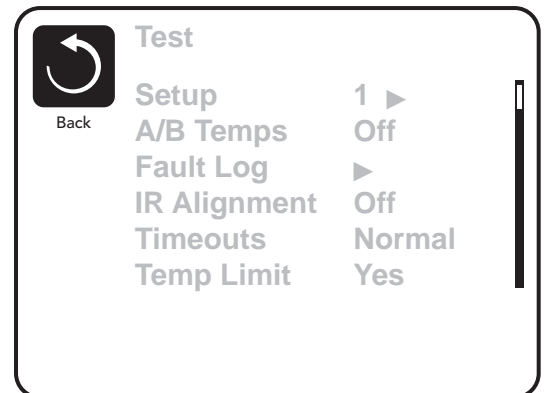 Test
Back
Setup 1 ▶
A/B Temps Off
Fault Log ▶
IR Alignment Off
Timeouts Normal
Temp Limit Yes